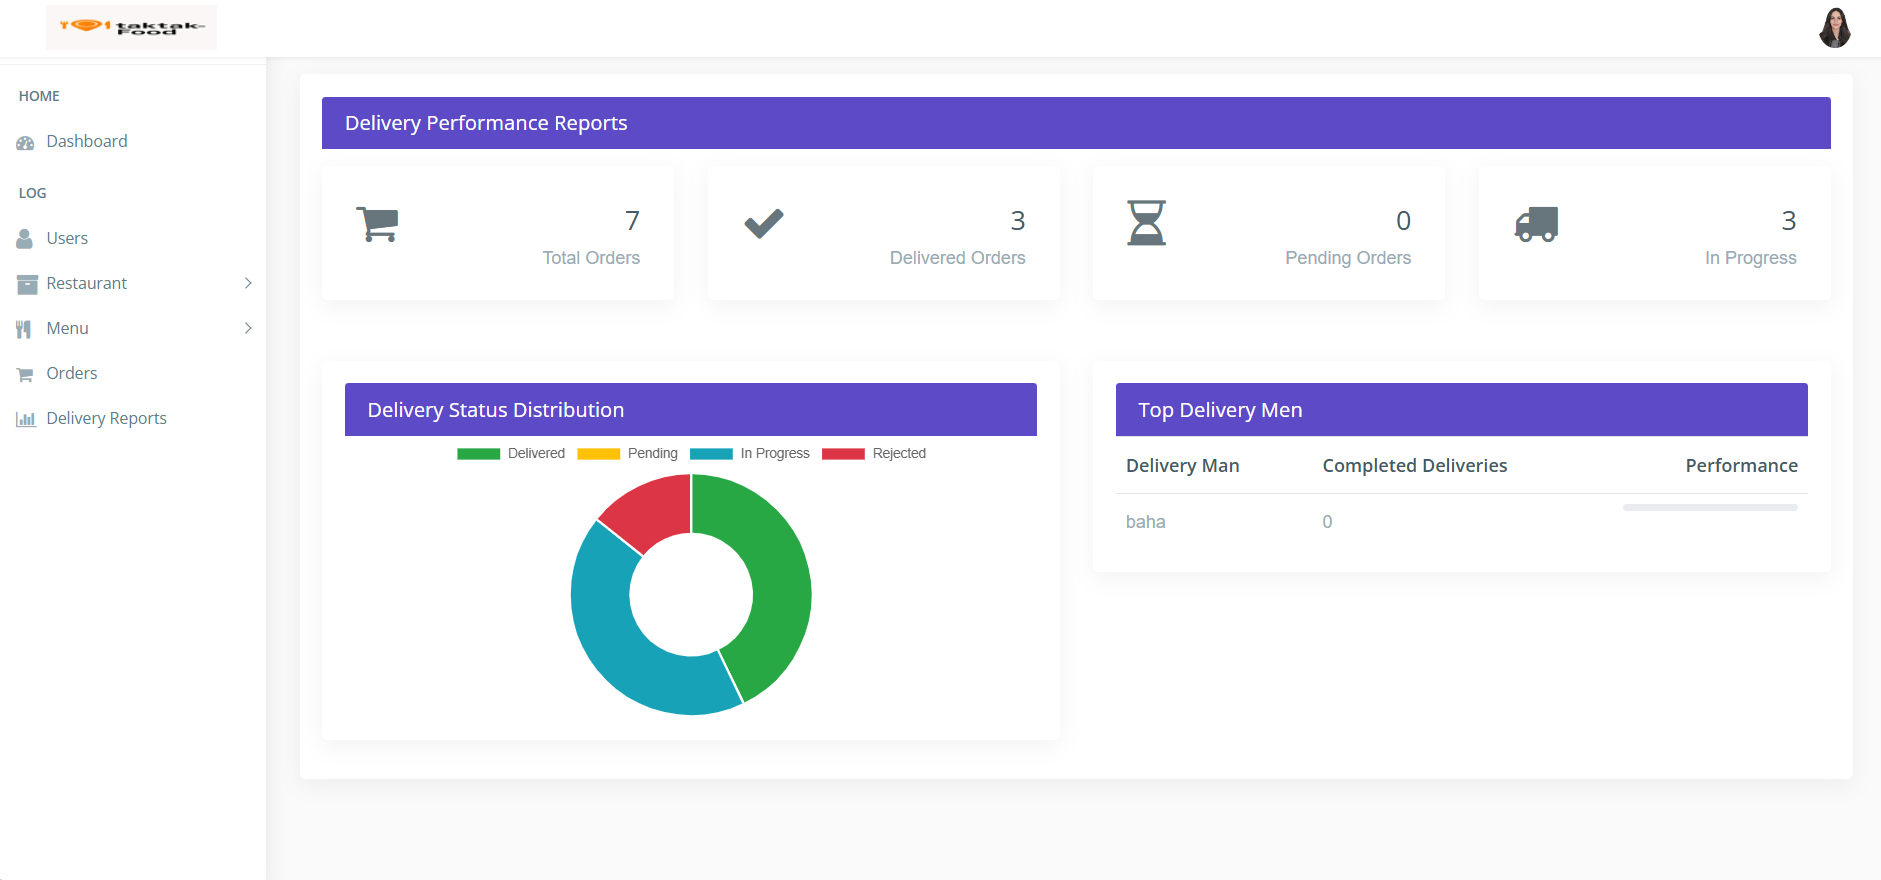 taktak-
Food
HOME
Dashboard
LOG
Users
Restaurant
Menu
Orders
Delivery Reports
Delivery Performance Reports
7
Total Orders
3
Delivered Orders
0
Pending Orders
3
In Progress
Delivery Status Distribution
Delivered Pending In Progress Rejected
Top Delivery Men
Delivery Man Completed Deliveries Performance
baha 0